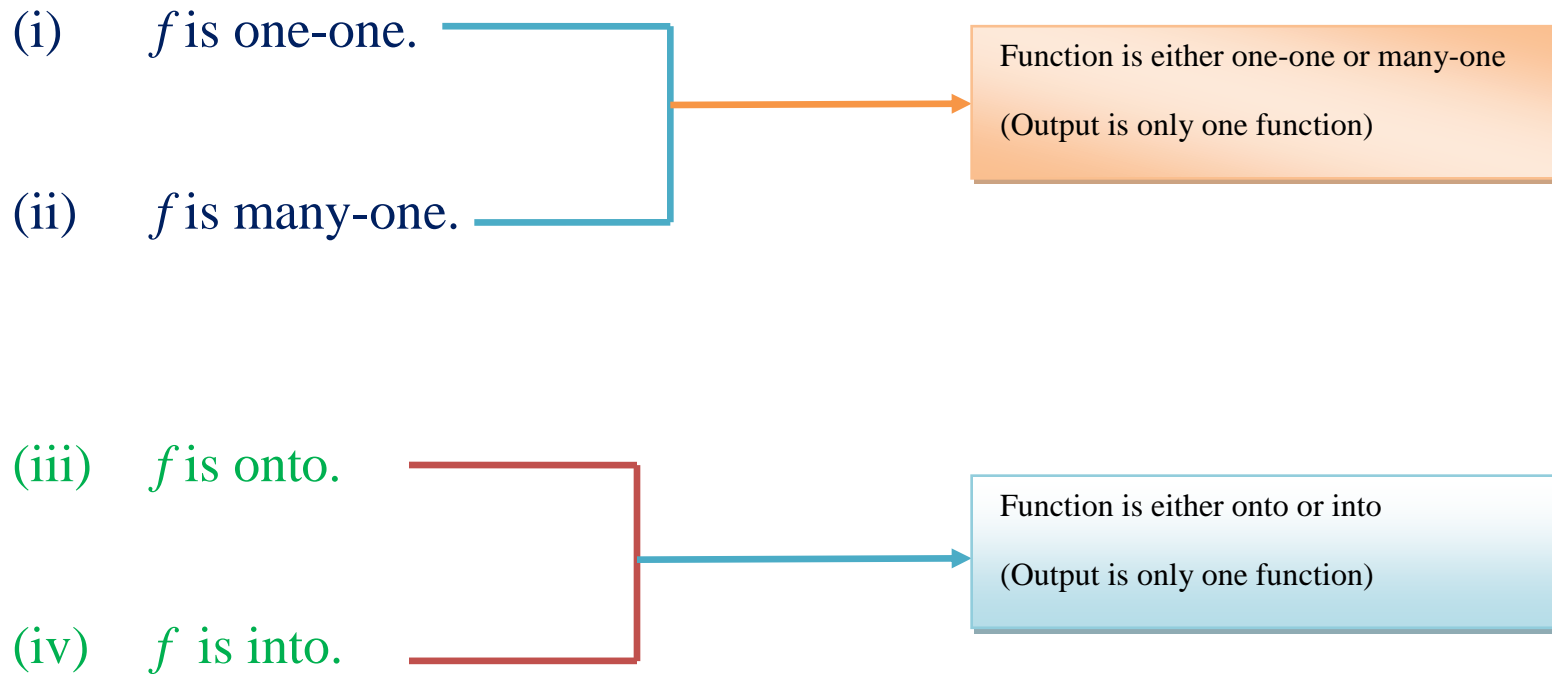 (i) f is one-one.
Function is either one-one or many-one
(Output is only one function)
(ii) f is many-one.
(iii) f is onto.
Function is either onto or into
(Output is only one function)
(iv) f is into.